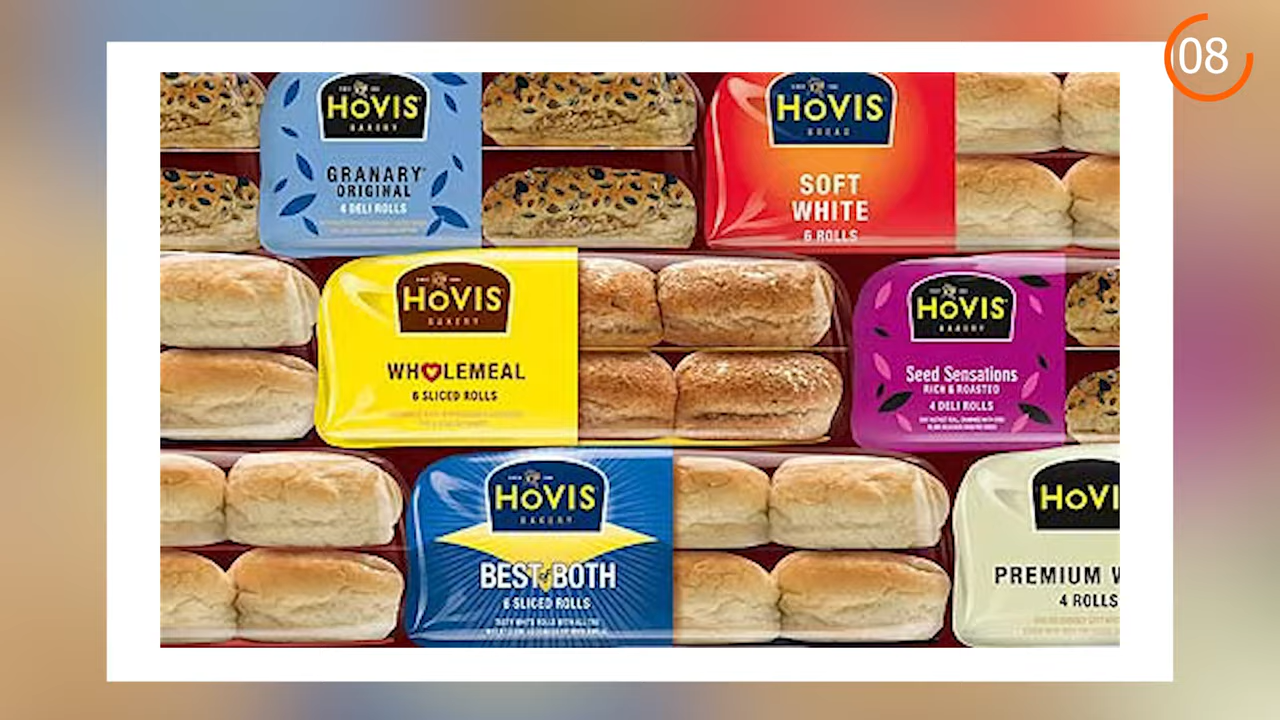 08
HOVIS
BAKERY
GRANARY
ORIGINAL
4 DELI ROLLS
HOVIS
BREAD
SOFT
WHITE
6 ROLLS
HOVIS
BAKERY
WHOLEMEAL
6 SLICED ROLLS
HOVIS
BAKERY
Seed Sensations
RICH & ROASTED
4 DELI ROLLS
HOVIS
BAKERY
BEST of BOTH
6 SLICED ROLLS
HOVI
PREMIUM W
4 ROLLS